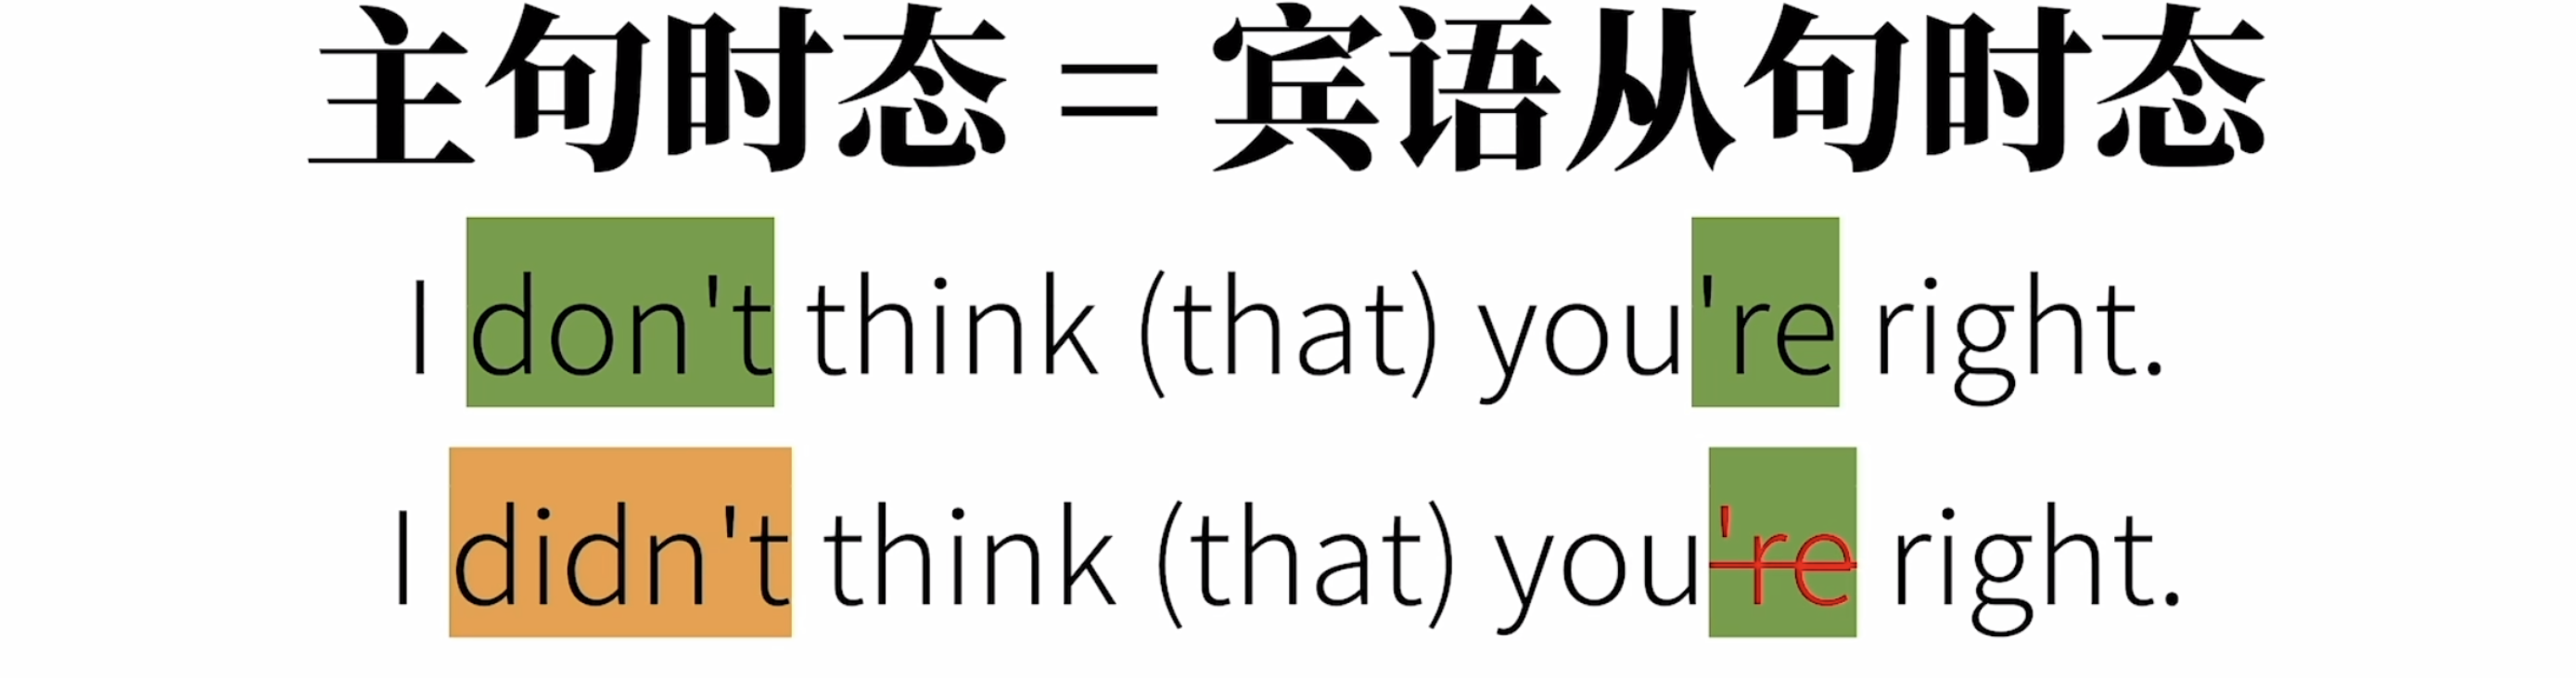 主句时态 = 宾语从句时态
I don't think (that) you're right.
I didn't think (that) you're right.